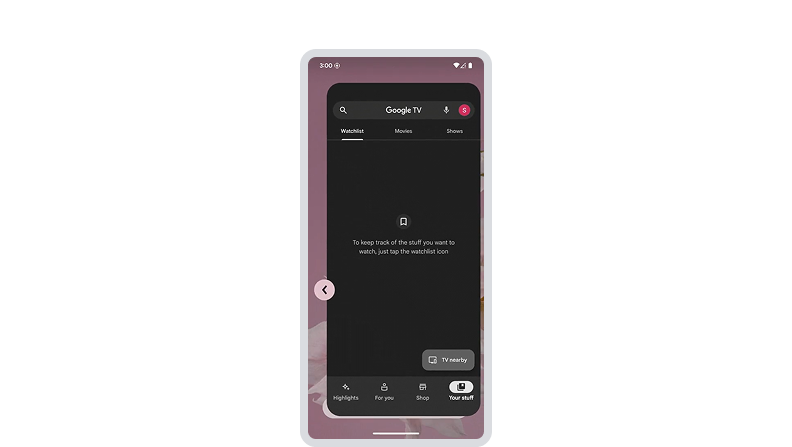 3:00
Google TV
S
Watchlist Movies Shows
To keep track of the stuff you want to
watch, just tap the watchlist icon
TV nearby
Highlights For you Shop Your stuff